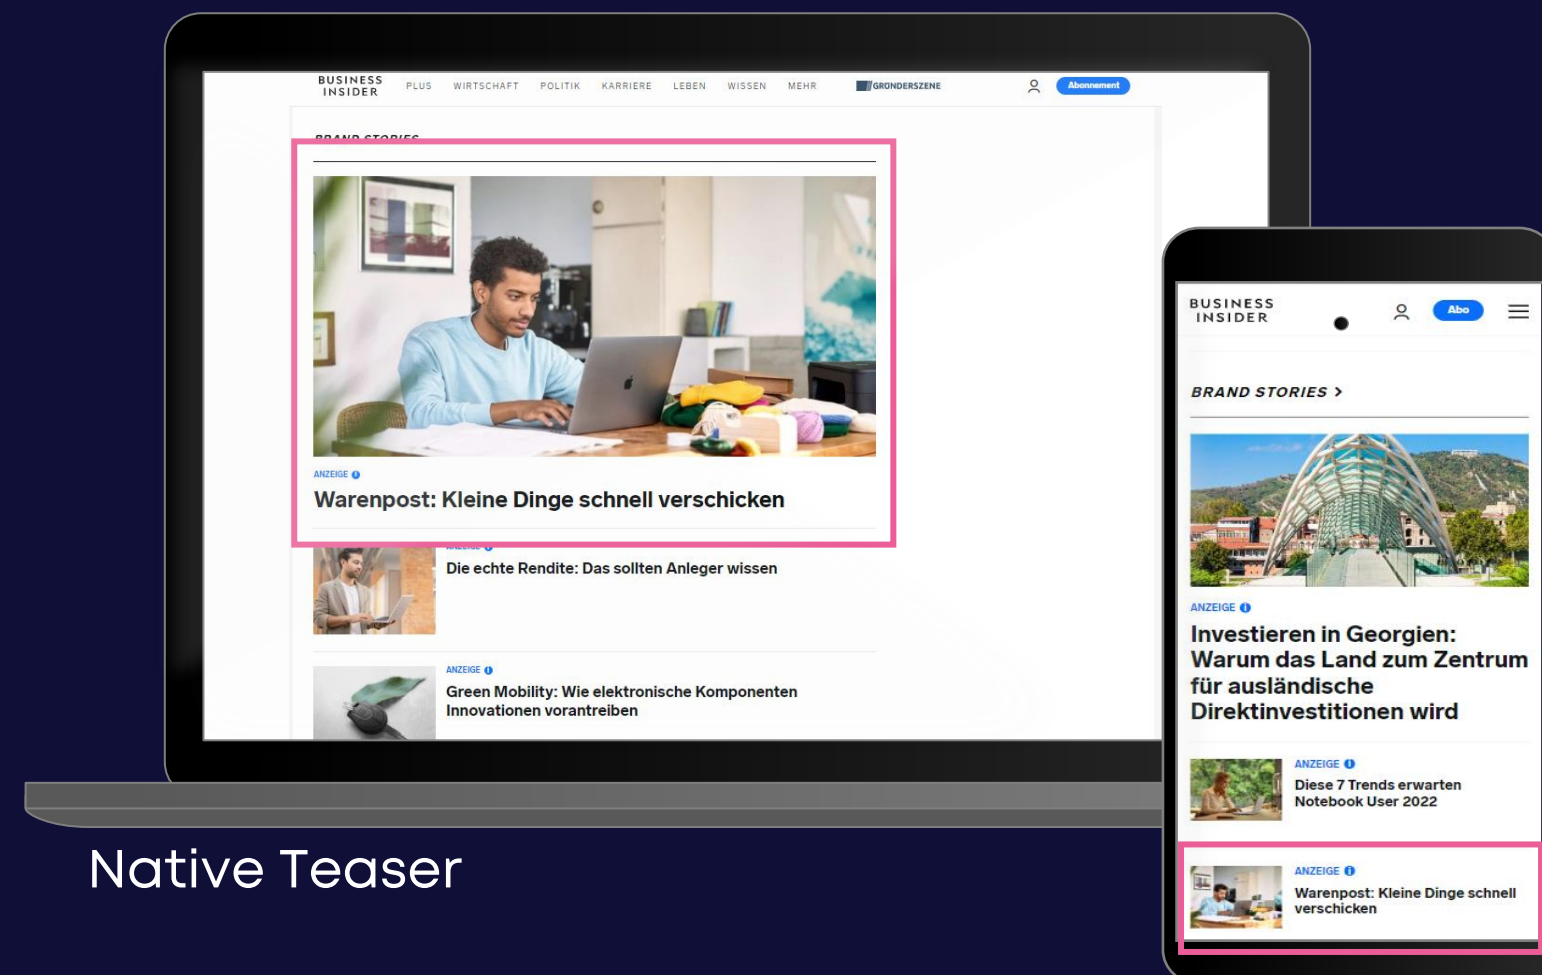 BUSINESS
INSIDER
PLUS WIRTSCHAFT POLITIK KARRIERE LEBEN WISSEN MEHR GRÜNDERSZENE Abonnement
BRAND STORIES
ANZEIGE
Warenpost: Kleine Dinge schnell verschicken
ANZEIGE
Die echte Rendite: Das sollten Anleger wissen
ANZEIGE
Green Mobility: Wie elektronische Komponenten
Innovationen vorantreiben
BUSINESS
INSIDER
Abo
BRAND STORIES >
ANZEIGE
Investieren in Georgien:
Warum das Land zum Zentrum
für ausländische
Direktinvestitionen wird
ANZEIGE
Diese 7 Trends erwarten
Notebook User 2022
ANZEIGE
Warenpost: Kleine Dinge schnell
verschicken
Native Teaser